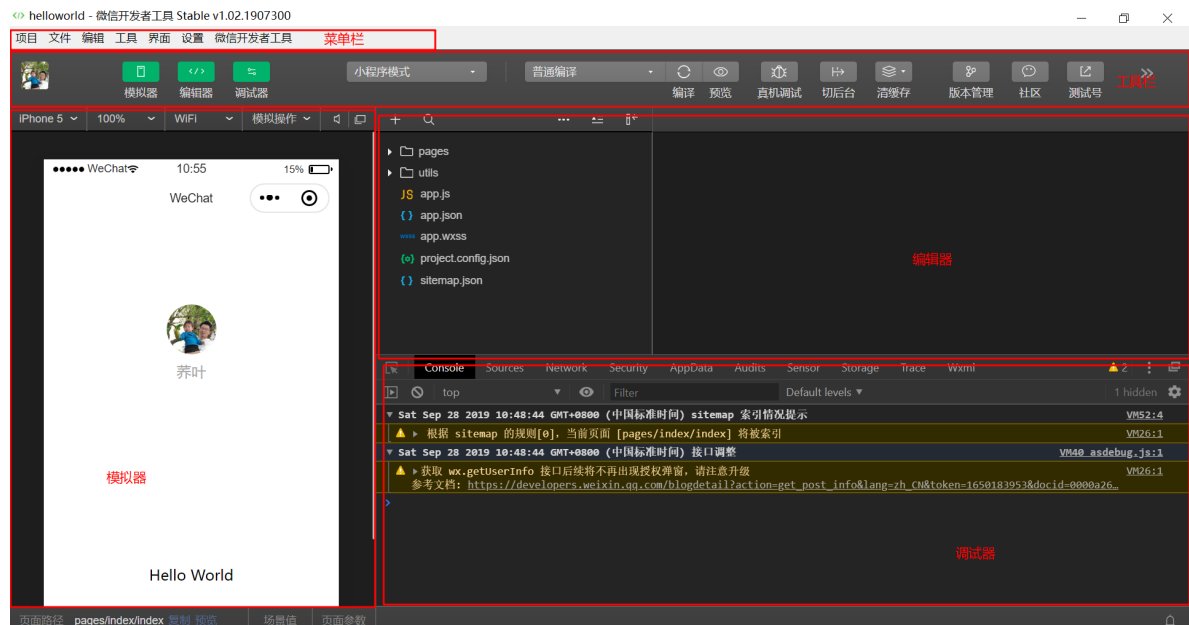 helloworld - 微信开发者工具 Stable v1.02.1907300
项目 文件 编辑 工具 界面 设置 微信开发者工具 菜单栏
小程序模式 普通编译
模拟器 编辑器 调试器 编译 预览 真机调试 切后台 清缓存 版本管理 社区 测试号 工具栏
iPhone 5 100% WiFi 模拟操作
WeChat 10:55 15%
WeChat
荞叶
模拟器
Hello World
页面路径 pages/index/index 复制 预览 场景值 页面参数
pages
utils
JS app.js
{ } app.json
wxss app.wxss
{o} project.config.json
{ } sitemap.json
编辑器
Console Sources Network Security AppData Audits Sensor Storage Trace Wxml 2
top Filter Default levels 1 hidden
Sat Sep 28 2019 10:48:44 GMT+0800 (中国标准时间) sitemap 索引情况提示 VM52:4
根据 sitemap 的规则[0]，当前页面 [pages/index/index] 将被索引 VM26:1
Sat Sep 28 2019 10:48:44 GMT+0800 (中国标准时间) 接口调整 VM40 asdebug.js:1
获取 wx.getUserInfo 接口后续将不再出现授权弹窗，请注意升级 VM26:1
参考文档: https://developers.weixin.qq.com/blogdetail?action=get_post_info&lang=zh_CN&token=1650183953&docid=0000a26…
调试器